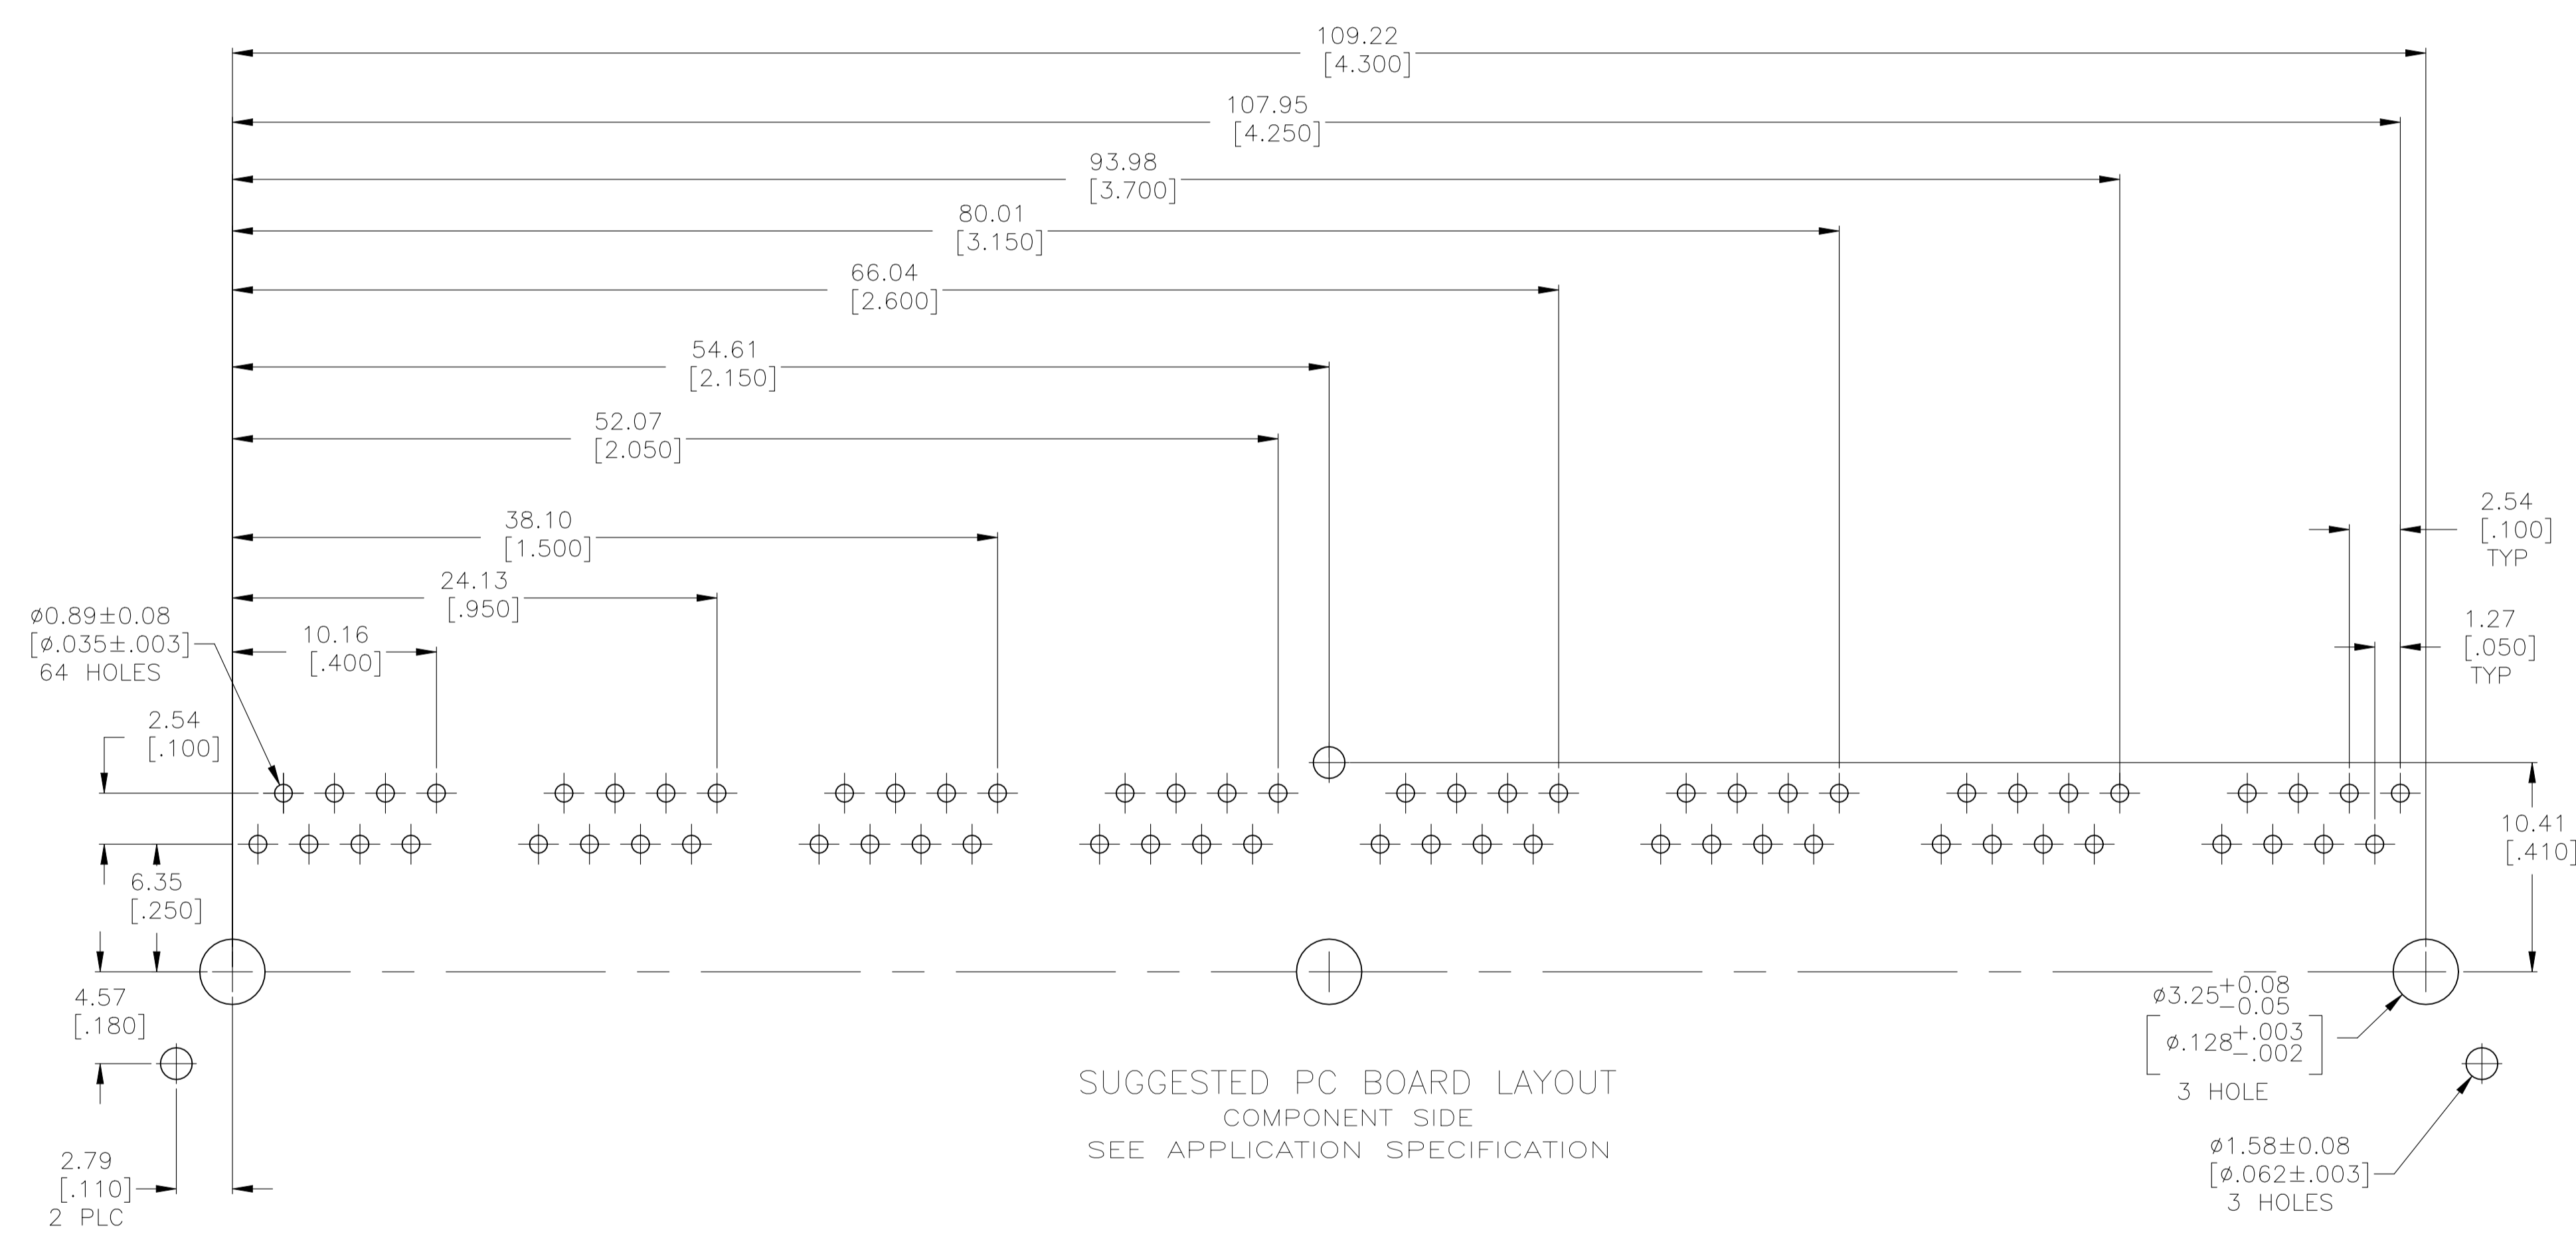 109.22
[4.300]
107.95
[4.250]
93.98
[3.700]
80.01
[3.150]
66.04
[2.600]
54.61
[2.150]
52.07
[2.050]
38.10
[1.500]
24.13
[.950]
10.16
[.400]
2.54
[.100]
TYP
1.27
[.050]
TYP
ø0.89±0.08
[ø.035±.003]
64 HOLES
2.54
[.100]
6.35
[.250]
10.41
[.410]
4.57
[.180]
2.79
[.110]
2 PLC
ø3.25+0.08
-0.05
[ø.128+.003
-.002]
3 HOLE
ø1.58±0.08
[ø.062±.003]
3 HOLES
SUGGESTED PC BOARD LAYOUT
COMPONENT SIDE
SEE APPLICATION SPECIFICATION